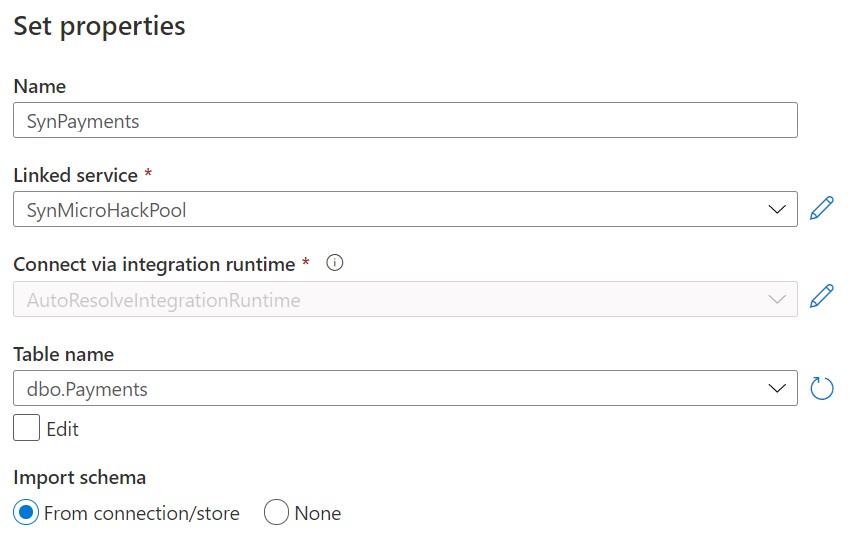 Set properties
Name
SynPayments
Linked service *
SynMicroHackPool
Connect via integration runtime *
AutoResolveIntegrationRuntime
Table name
dbo.Payments
Edit
Import schema
From connection/store None